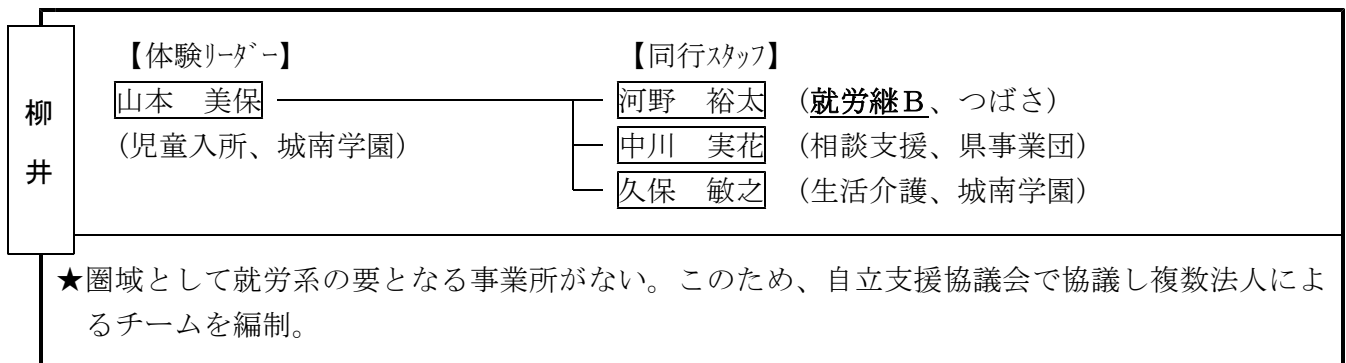 柳井
【体験ﾘｰﾀﾞｰ】 【同行ｽﾀｯﾌ】
山本 美保 河野 裕太 (就労継B、つばさ)
(児童入所、城南学園) 中川 実花 (相談支援、県事業団)
久保 敏之 (生活介護、城南学園)
★圏域として就労系の要となる事業所がない。このため、自立支援協議会で協議し複数法人によ
るチームを編制。